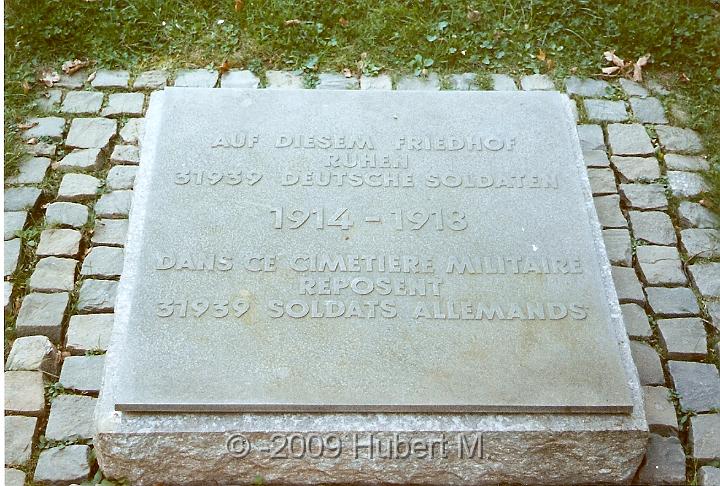 AUF DIESEM FRIEDHOF
RUHEN
31939 DEUTSCHE SOLDATEN
1914 - 1918
DANS CE CIMETIERE MILITAIRE
REPOSENT
31939 SOLDATS ALLEMANDS
© -2009 Hubert M.